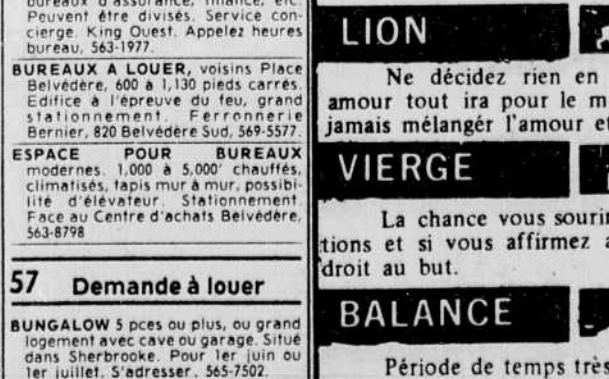 bureaux d'assurance, finance, etc.
Peuvent être divisés. Service con-
cierge. King Ouest. Appelez heures
bureau, 563-1977.
BUREAUX A LOUER, voisins Place
Belvédère, 600 à 1,130 pieds carrés.
Edifice à l'épreuve du feu, grand
stationnement. Ferronnerie
Bernier, 820 Belvédère Sud, 569-5577.
ESPACE POUR BUREAUX
modernes. 1,000 à 5,000' chauffés,
climatisés, tapis mur à mur, possibi-
lité d'élévateur. Stationnement.
Face au Centre d'achats Belvédère,
563-8798
57 Demande à louer
BUNGALOW 5 pces ou plus, ou grand
logement avec cave ou garage. Situé
dans Sherbrooke. Pour 1er juin ou
1er juillet. S'adresser. 565-7502.
LION
Ne décidez rien en
amour tout ira pour le m
jamais mélangér l'amour et
VIERGE
La chance vous sourir
tions et si vous affirmez a
droit au but.
BALANCE
Période de temps très